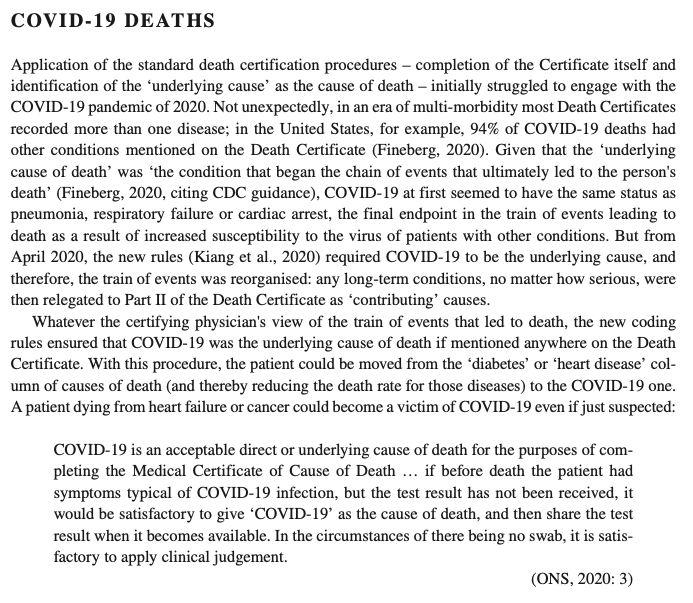 COVID-19 DEATHS
Application of the standard death certification procedures – completion of the Certificate itself and
identification of the ‘underlying cause’ as the cause of death – initially struggled to engage with the
COVID-19 pandemic of 2020. Not unexpectedly, in an era of multi-morbidity most Death Certificates
recorded more than one disease; in the United States, for example, 94% of COVID-19 deaths had
other conditions mentioned on the Death Certificate (Fineberg, 2020). Given that the ‘underlying
cause of death’ was ‘the condition that began the chain of events that ultimately led to the person's
death’ (Fineberg, 2020, citing CDC guidance), COVID-19 at first seemed to have the same status as
pneumonia, respiratory failure or cardiac arrest, the final endpoint in the train of events leading to
death as a result of increased susceptibility to the virus of patients with other conditions. But from
April 2020, the new rules (Kiang et al., 2020) required COVID-19 to be the underlying cause, and
therefore, the train of events was reorganised: any long-term conditions, no matter how serious, were
then relegated to Part II of the Death Certificate as ‘contributing’ causes.
Whatever the certifying physician's view of the train of events that led to death, the new coding
rules ensured that COVID-19 was the underlying cause of death if mentioned anywhere on the Death
Certificate. With this procedure, the patient could be moved from the ‘diabetes’ or ‘heart disease’ col-
umn of causes of death (and thereby reducing the death rate for those diseases) to the COVID-19 one.
A patient dying from heart failure or cancer could become a victim of COVID-19 even if just suspected:
COVID-19 is an acceptable direct or underlying cause of death for the purposes of com-
pleting the Medical Certificate of Cause of Death … if before death the patient had
symptoms typical of COVID-19 infection, but the test result has not been received, it
would be satisfactory to give ‘COVID-19’ as the cause of death, and then share the test
result when it becomes available. In the circumstances of there being no swab, it is satis-
factory to apply clinical judgement.
(ONS, 2020: 3)